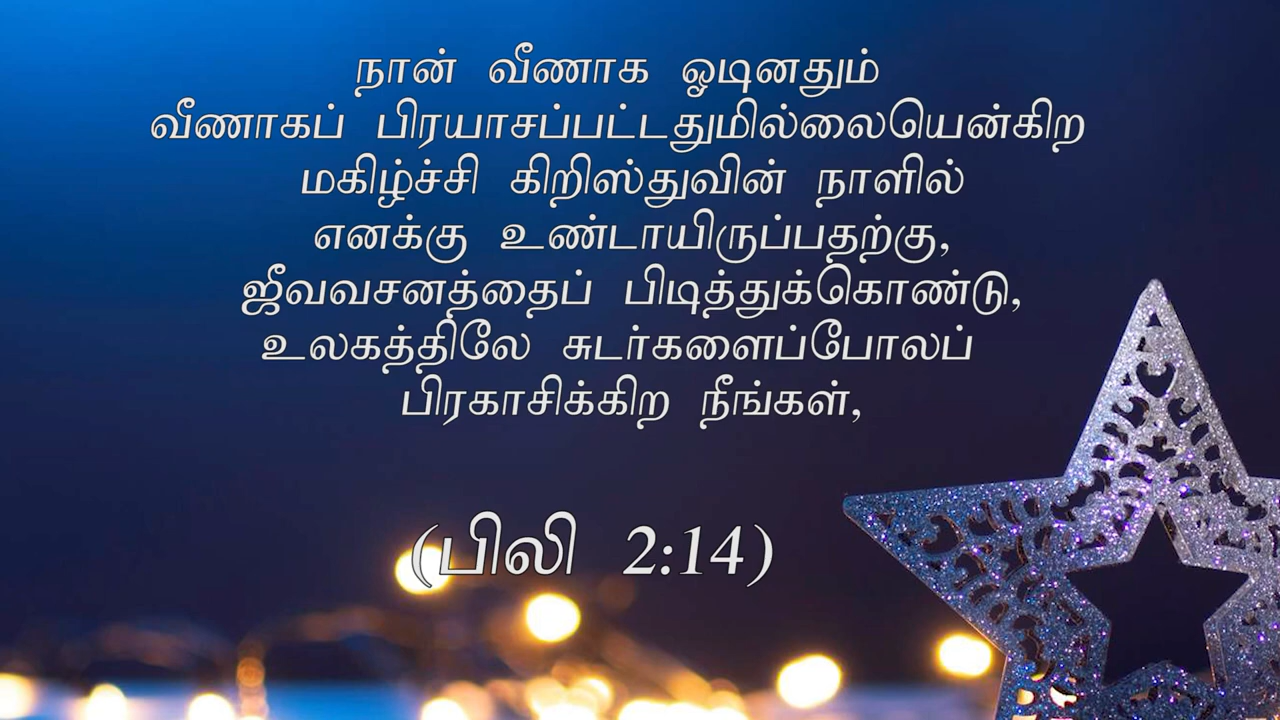 நான் வீணாக ஓடினதும்
வீணாகப் பிரயாசப்பட்டதுமில்லையென்கிற
மகிழ்ச்சி கிறிஸ்துவின் நாளில்
எனக்கு உண்டாயிருப்பதற்கு,
ஜீவவசனத்தைப் பிடித்துக்கொண்டு,
உலகத்திலே சுடர்களைப்போலப்
பிரகாசிக்கிற நீங்கள்,
(பிலி 2:14)